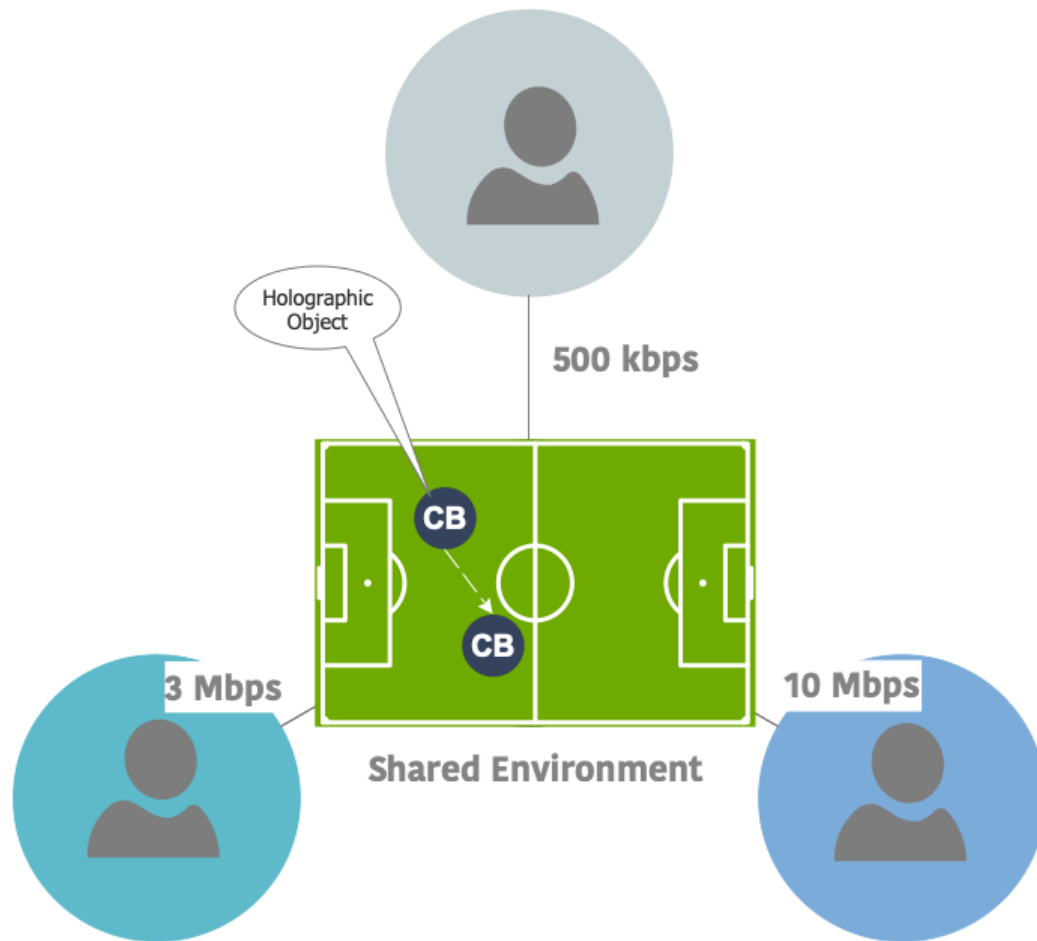 Holographic
Object
500 kbps
CB
CB
3 Mbps
10 Mbps
Shared Environment